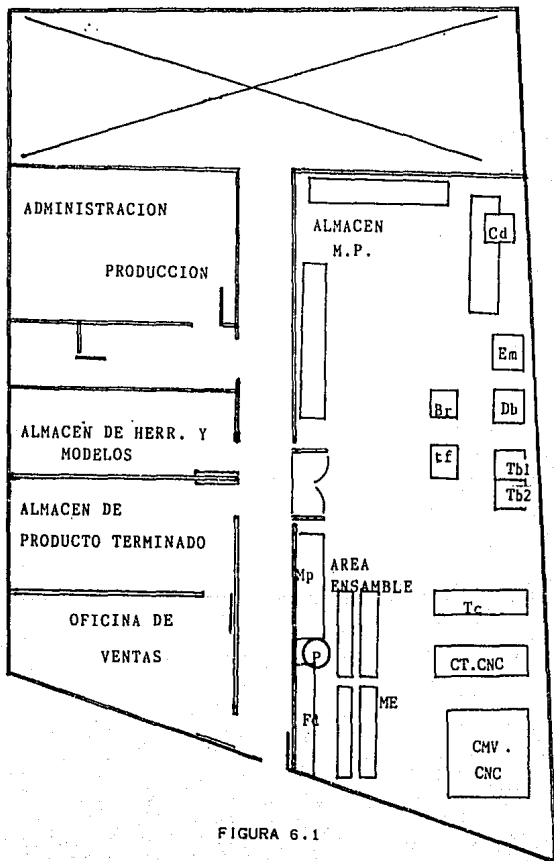 ADMINISTRACION
PRODUCCION
ALMACEN DE HERR. Y
MODELOS
ALMACEN DE
PRODUCTO TERMINADO
OFICINA DE
VENTAS
ALMACEN
M.P.
Cd
Em
Br
Db
tf
Tb1
Tb2
Mp
AREA
ENSAMBLE
Tc
P
CT.CNC
ME
CMV.
CNC
FIGURA 6.1